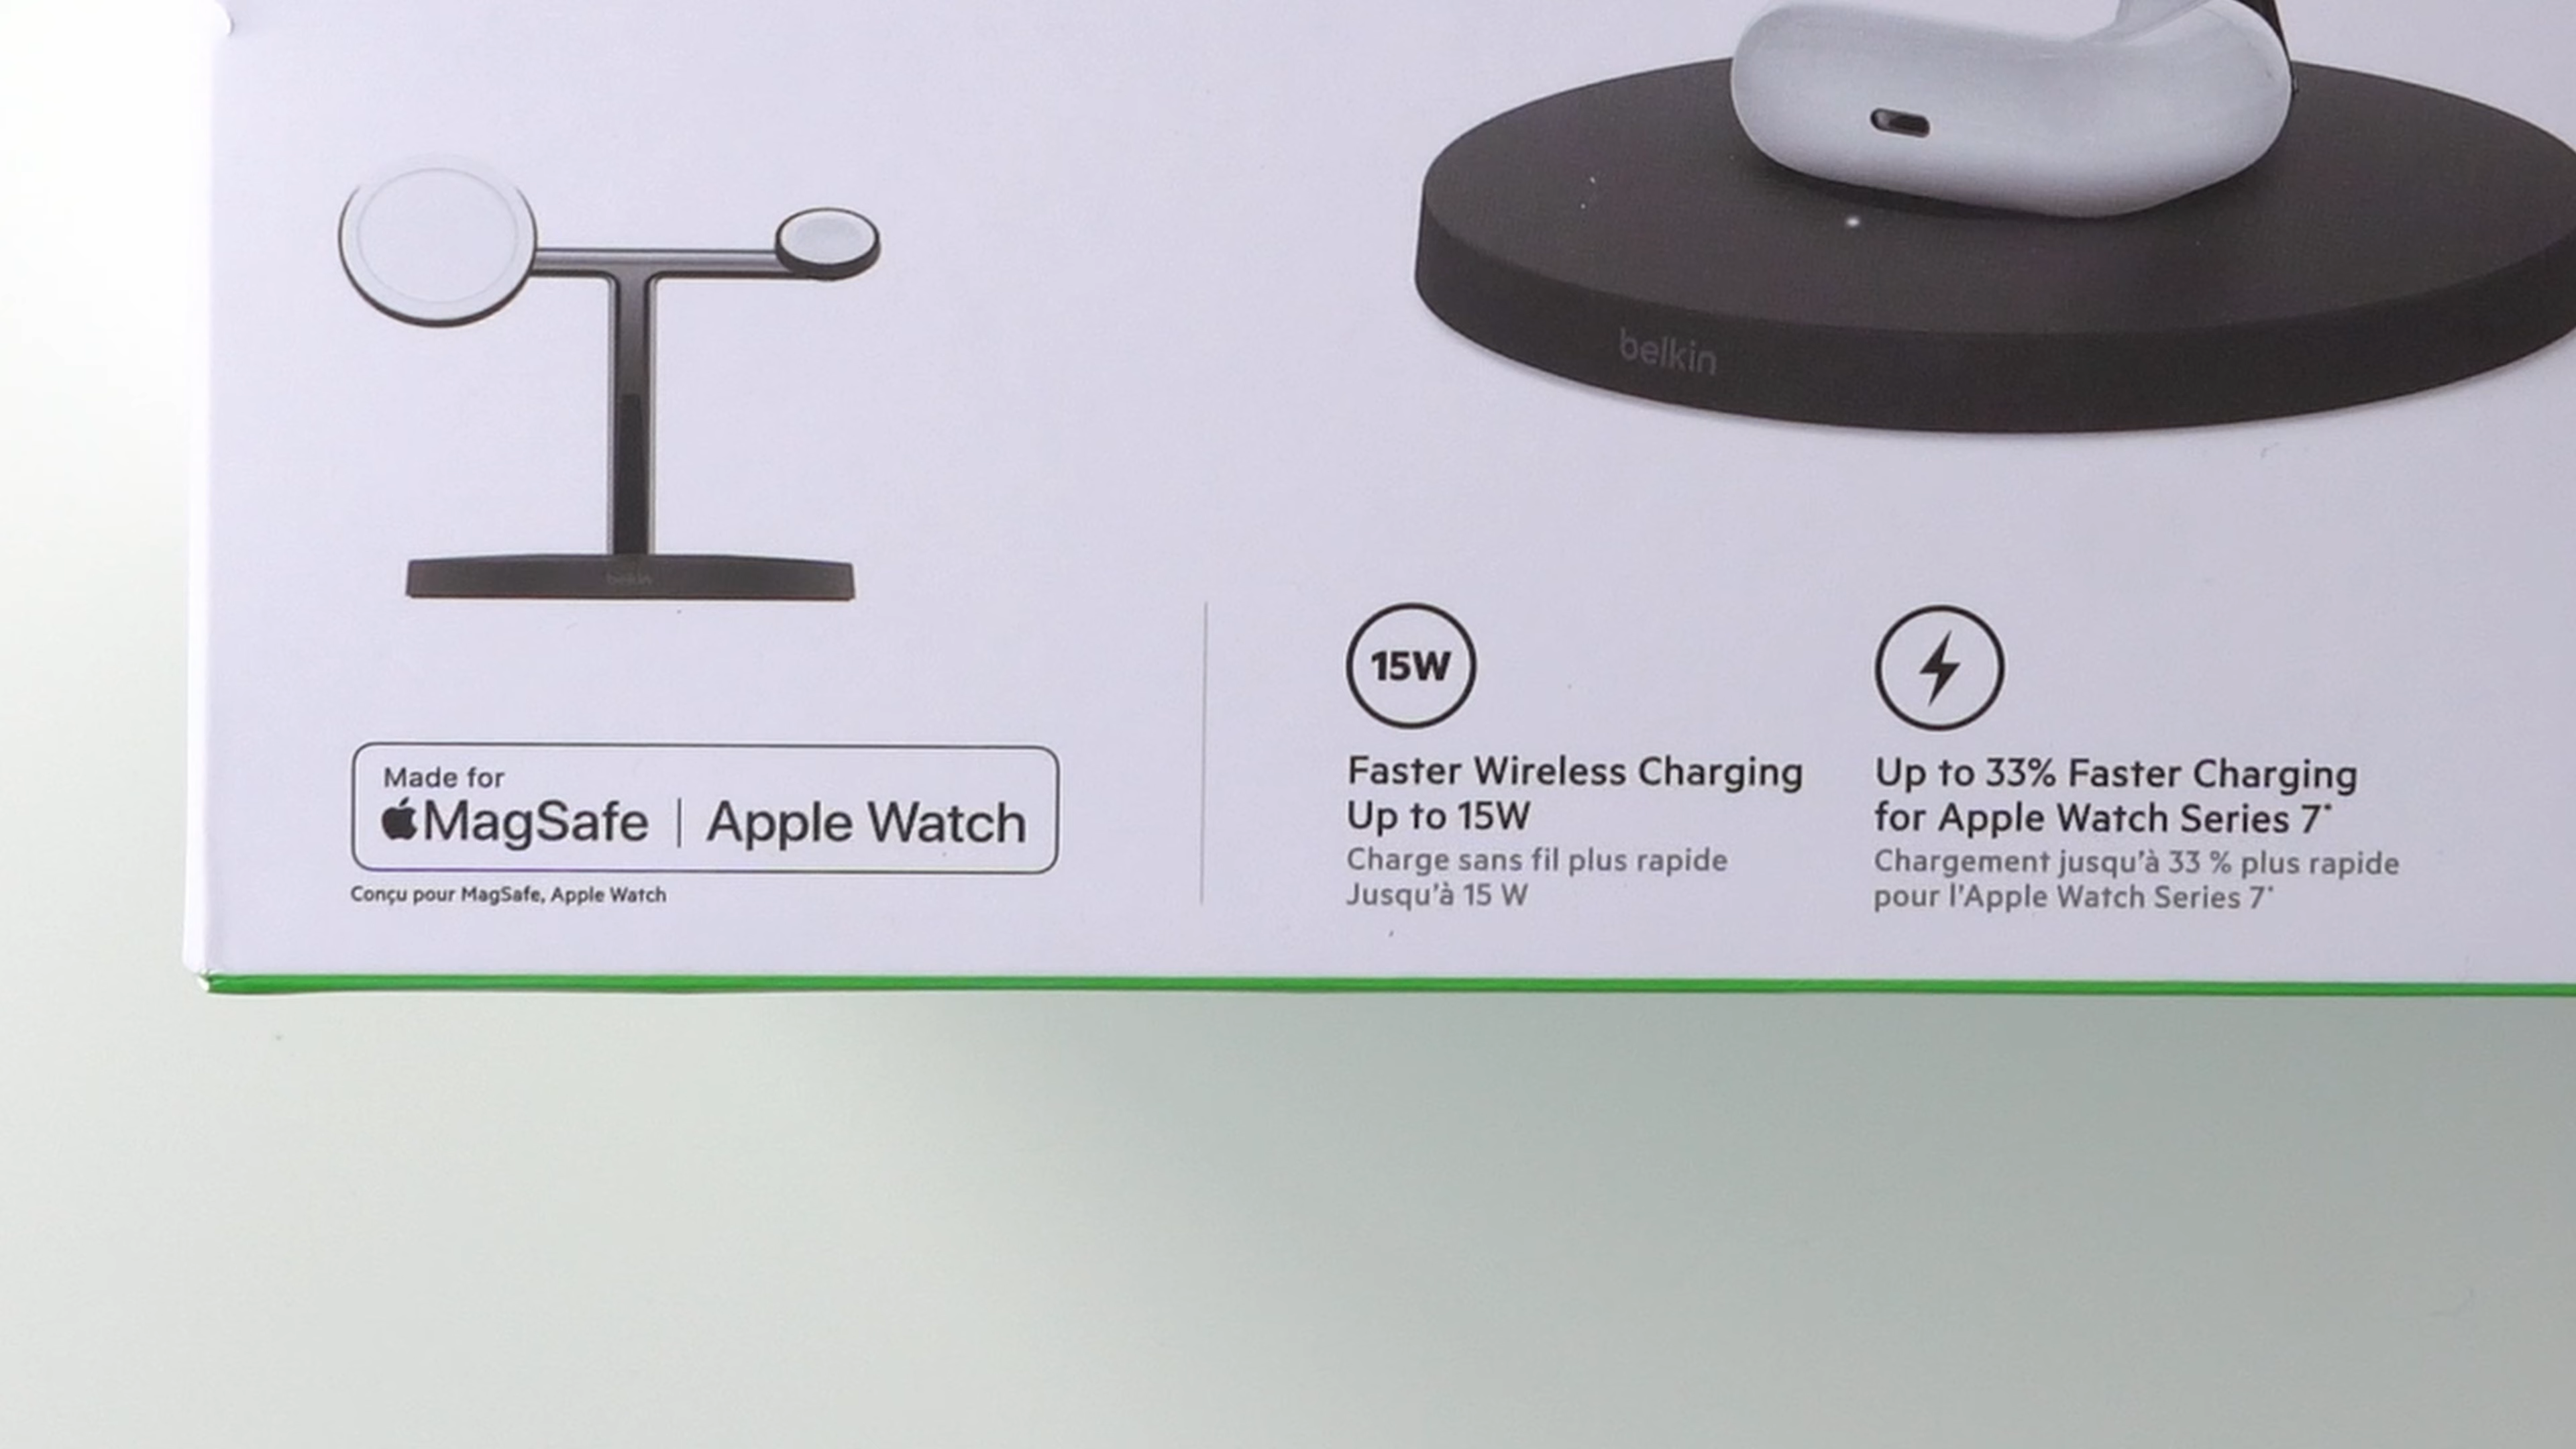 belkin
belkin
Made for
MagSafe | Apple Watch
Conçu pour MagSafe, Apple Watch
15W
Faster Wireless Charging
Up to 15W
Charge sans fil plus rapide
Jusqu'à 15 W
Up to 33% Faster Charging
for Apple Watch Series 7*
Chargement jusqu'à 33 % plus rapide
pour l'Apple Watch Series 7*